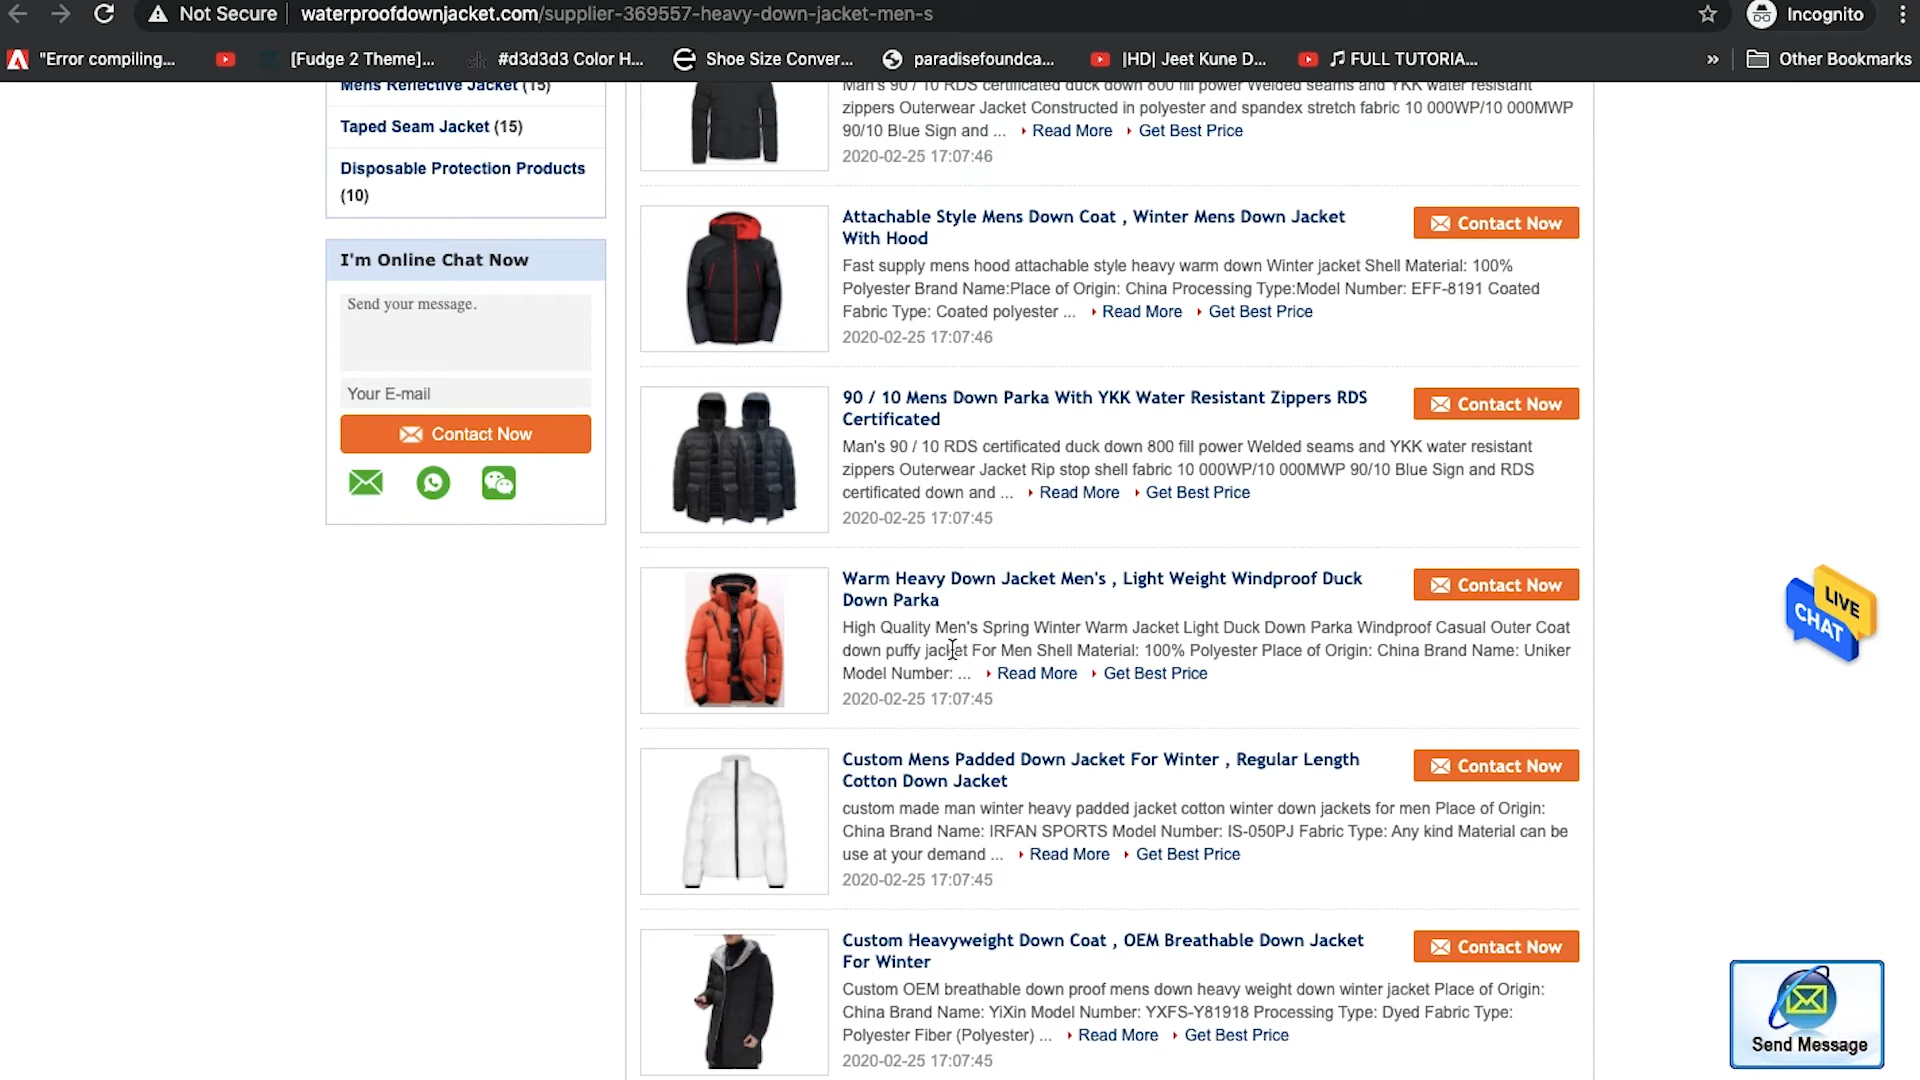 Not Secure
waterproofdownjacket.com/supplier-369557-heavy-down-jacket-men-s
Incognito
"Error compiling...
[Fudge 2 Theme]...
#d3d3d3 Color H...
Shoe Size Conver...
paradisefoundca...
|HD| Jeet Kune D...
♫ FULL TUTORIA...
»
Other Bookmarks
Mens Reflective Jacket (15)
Taped Seam Jacket (15)
Disposable Protection Products
(10)
I'm Online Chat Now
Send your message.
Your E-mail
Contact Now
Man's 90 / 10 RDS certificated duck down 800 fill power Welded seams and YKK water resistant
zippers Outerwear Jacket Constructed in polyester and spandex stretch fabric 10 000WP/10 000MWP
90/10 Blue Sign and ... Read More Get Best Price
2020-02-25 17:07:46
Attachable Style Mens Down Coat , Winter Mens Down Jacket
With Hood
Contact Now
Fast supply mens hood attachable style heavy warm down Winter jacket Shell Material: 100%
Polyester Brand Name:Place of Origin: China Processing Type:Model Number: EFF-8191 Coated
Fabric Type: Coated polyester ... Read More Get Best Price
2020-02-25 17:07:46
90 / 10 Mens Down Parka With YKK Water Resistant Zippers RDS
Certificated
Contact Now
Man's 90 / 10 RDS certificated duck down 800 fill power Welded seams and YKK water resistant
zippers Outerwear Jacket Rip stop shell fabric 10 000WP/10 000MWP 90/10 Blue Sign and RDS
certificated down and ... Read More Get Best Price
2020-02-25 17:07:45
Warm Heavy Down Jacket Men's , Light Weight Windproof Duck
Down Parka
Contact Now
High Quality Men's Spring Winter Warm Jacket Light Duck Down Parka Windproof Casual Outer Coat
down puffy jacket For Men Shell Material: 100% Polyester Place of Origin: China Brand Name: Uniker
Model Number: ... Read More Get Best Price
2020-02-25 17:07:45
Custom Mens Padded Down Jacket For Winter , Regular Length
Cotton Down Jacket
Contact Now
custom made man winter heavy padded jacket cotton winter down jackets for men Place of Origin:
China Brand Name: IRFAN SPORTS Model Number: IS-050PJ Fabric Type: Any kind Material can be
use at your demand ... Read More Get Best Price
2020-02-25 17:07:45
Custom Heavyweight Down Coat , OEM Breathable Down Jacket
For Winter
Contact Now
Custom OEM breathable down proof mens down heavy weight down winter jacket Place of Origin:
China Brand Name: YiXin Model Number: YXFS-Y81918 Processing Type: Dyed Fabric Type:
Polyester Fiber (Polyester) ... Read More Get Best Price
2020-02-25 17:07:45
LIVE
CHAT
Send Message